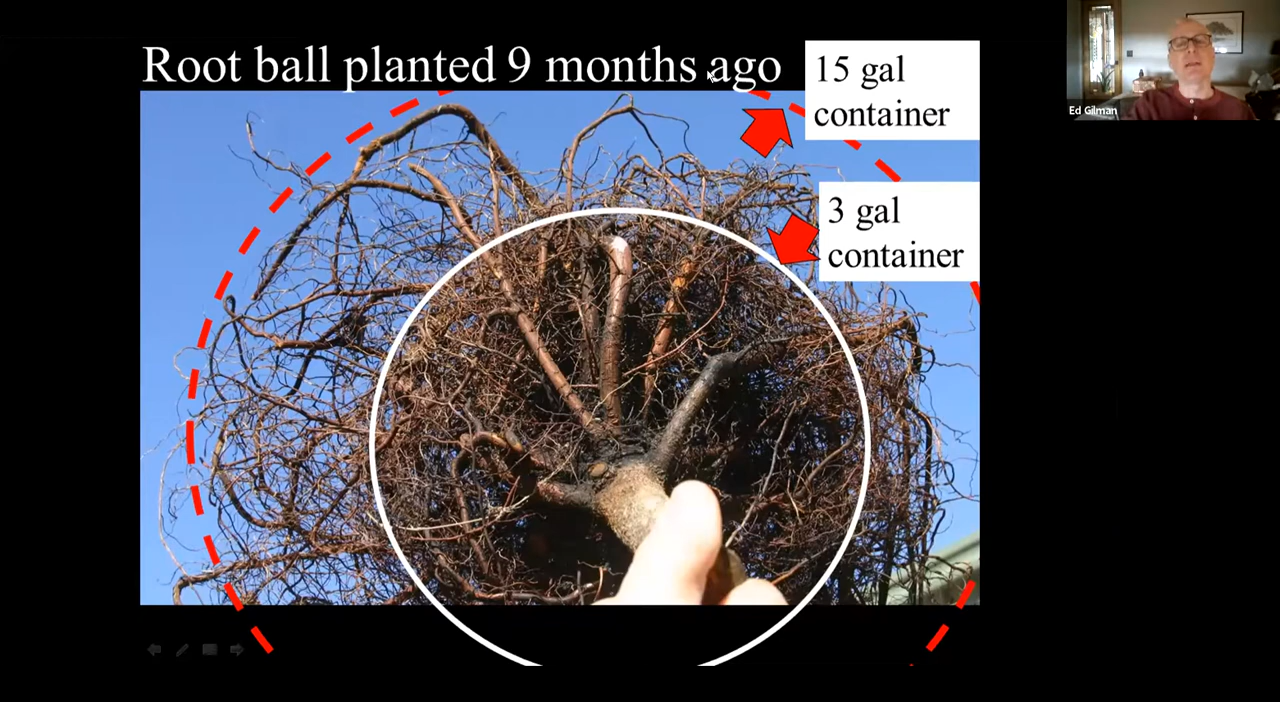 Root ball planted 9 months ago
15 gal
container
3 gal
container
Ed Gilman